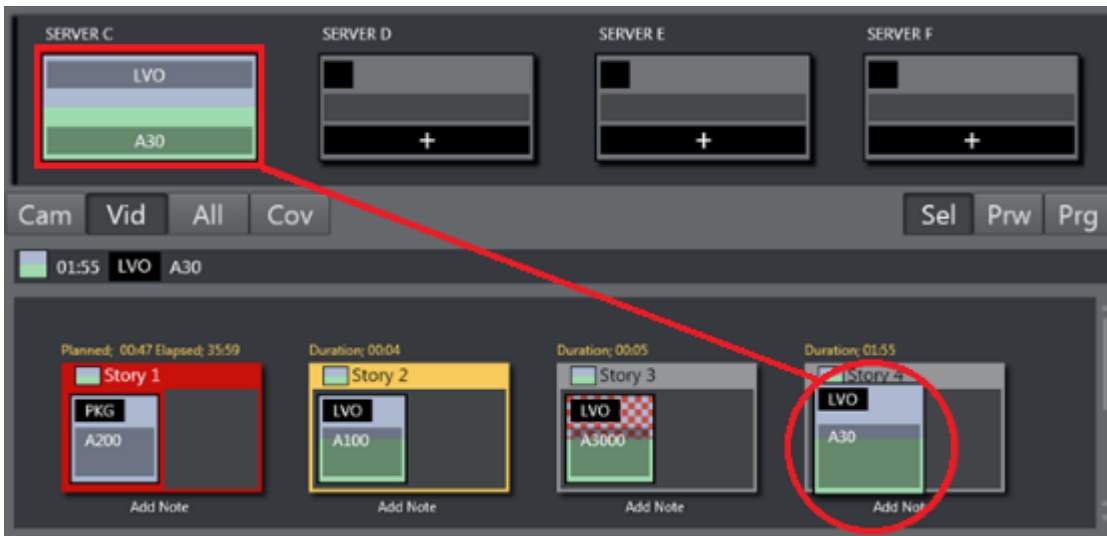 SERVER C SERVER D SERVER E SERVER F
LVO
A30 + + +
Cam Vid All Cov Sel Prw Prg
01:55 LVO A30
Planned; 00:47 Elapsed; 35:59 Duration; 00:04 Duration; 00:05 Duration; 01:55
Story 1 Story 2 Story 3 Story 4
PKG LVO LVO LVO
A200 A100 A3000 A30
Add Note Add Note Add Note Add Note